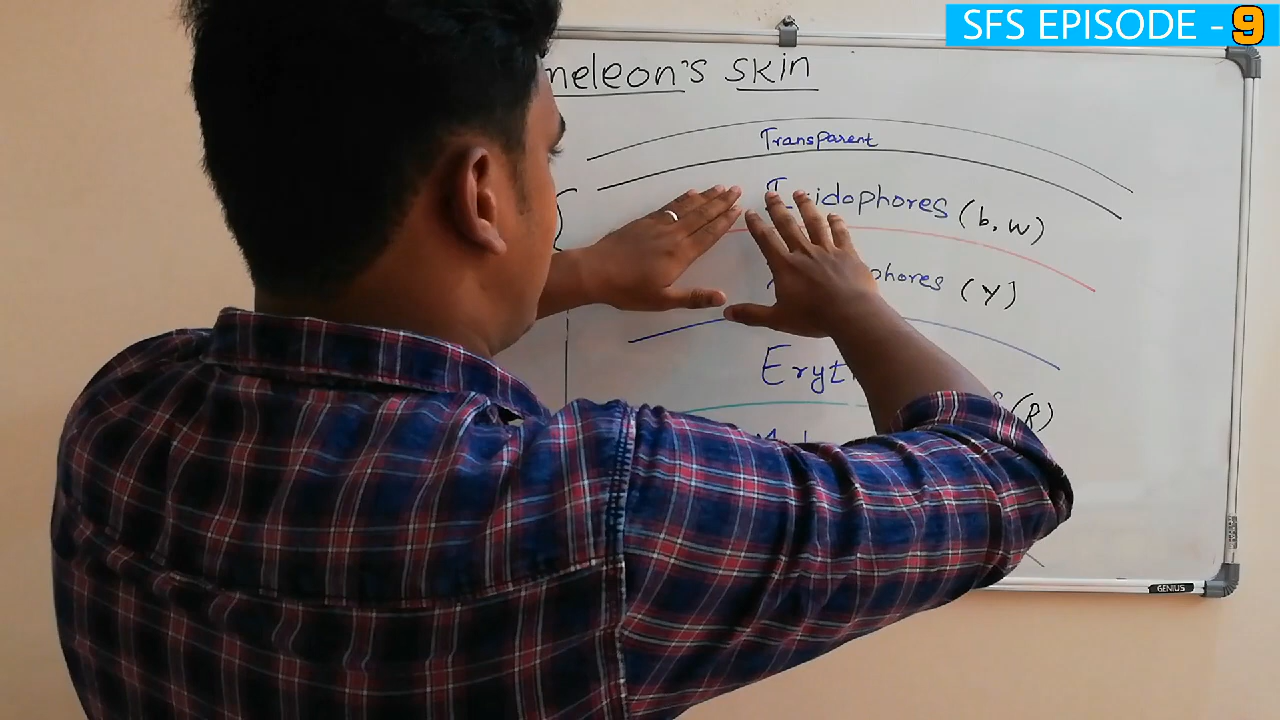 SFS EPISODE - 9
meleon's skin
Transparent
Iridophores (b, w)
phores (Y)
Eryt (R)
GENIUS